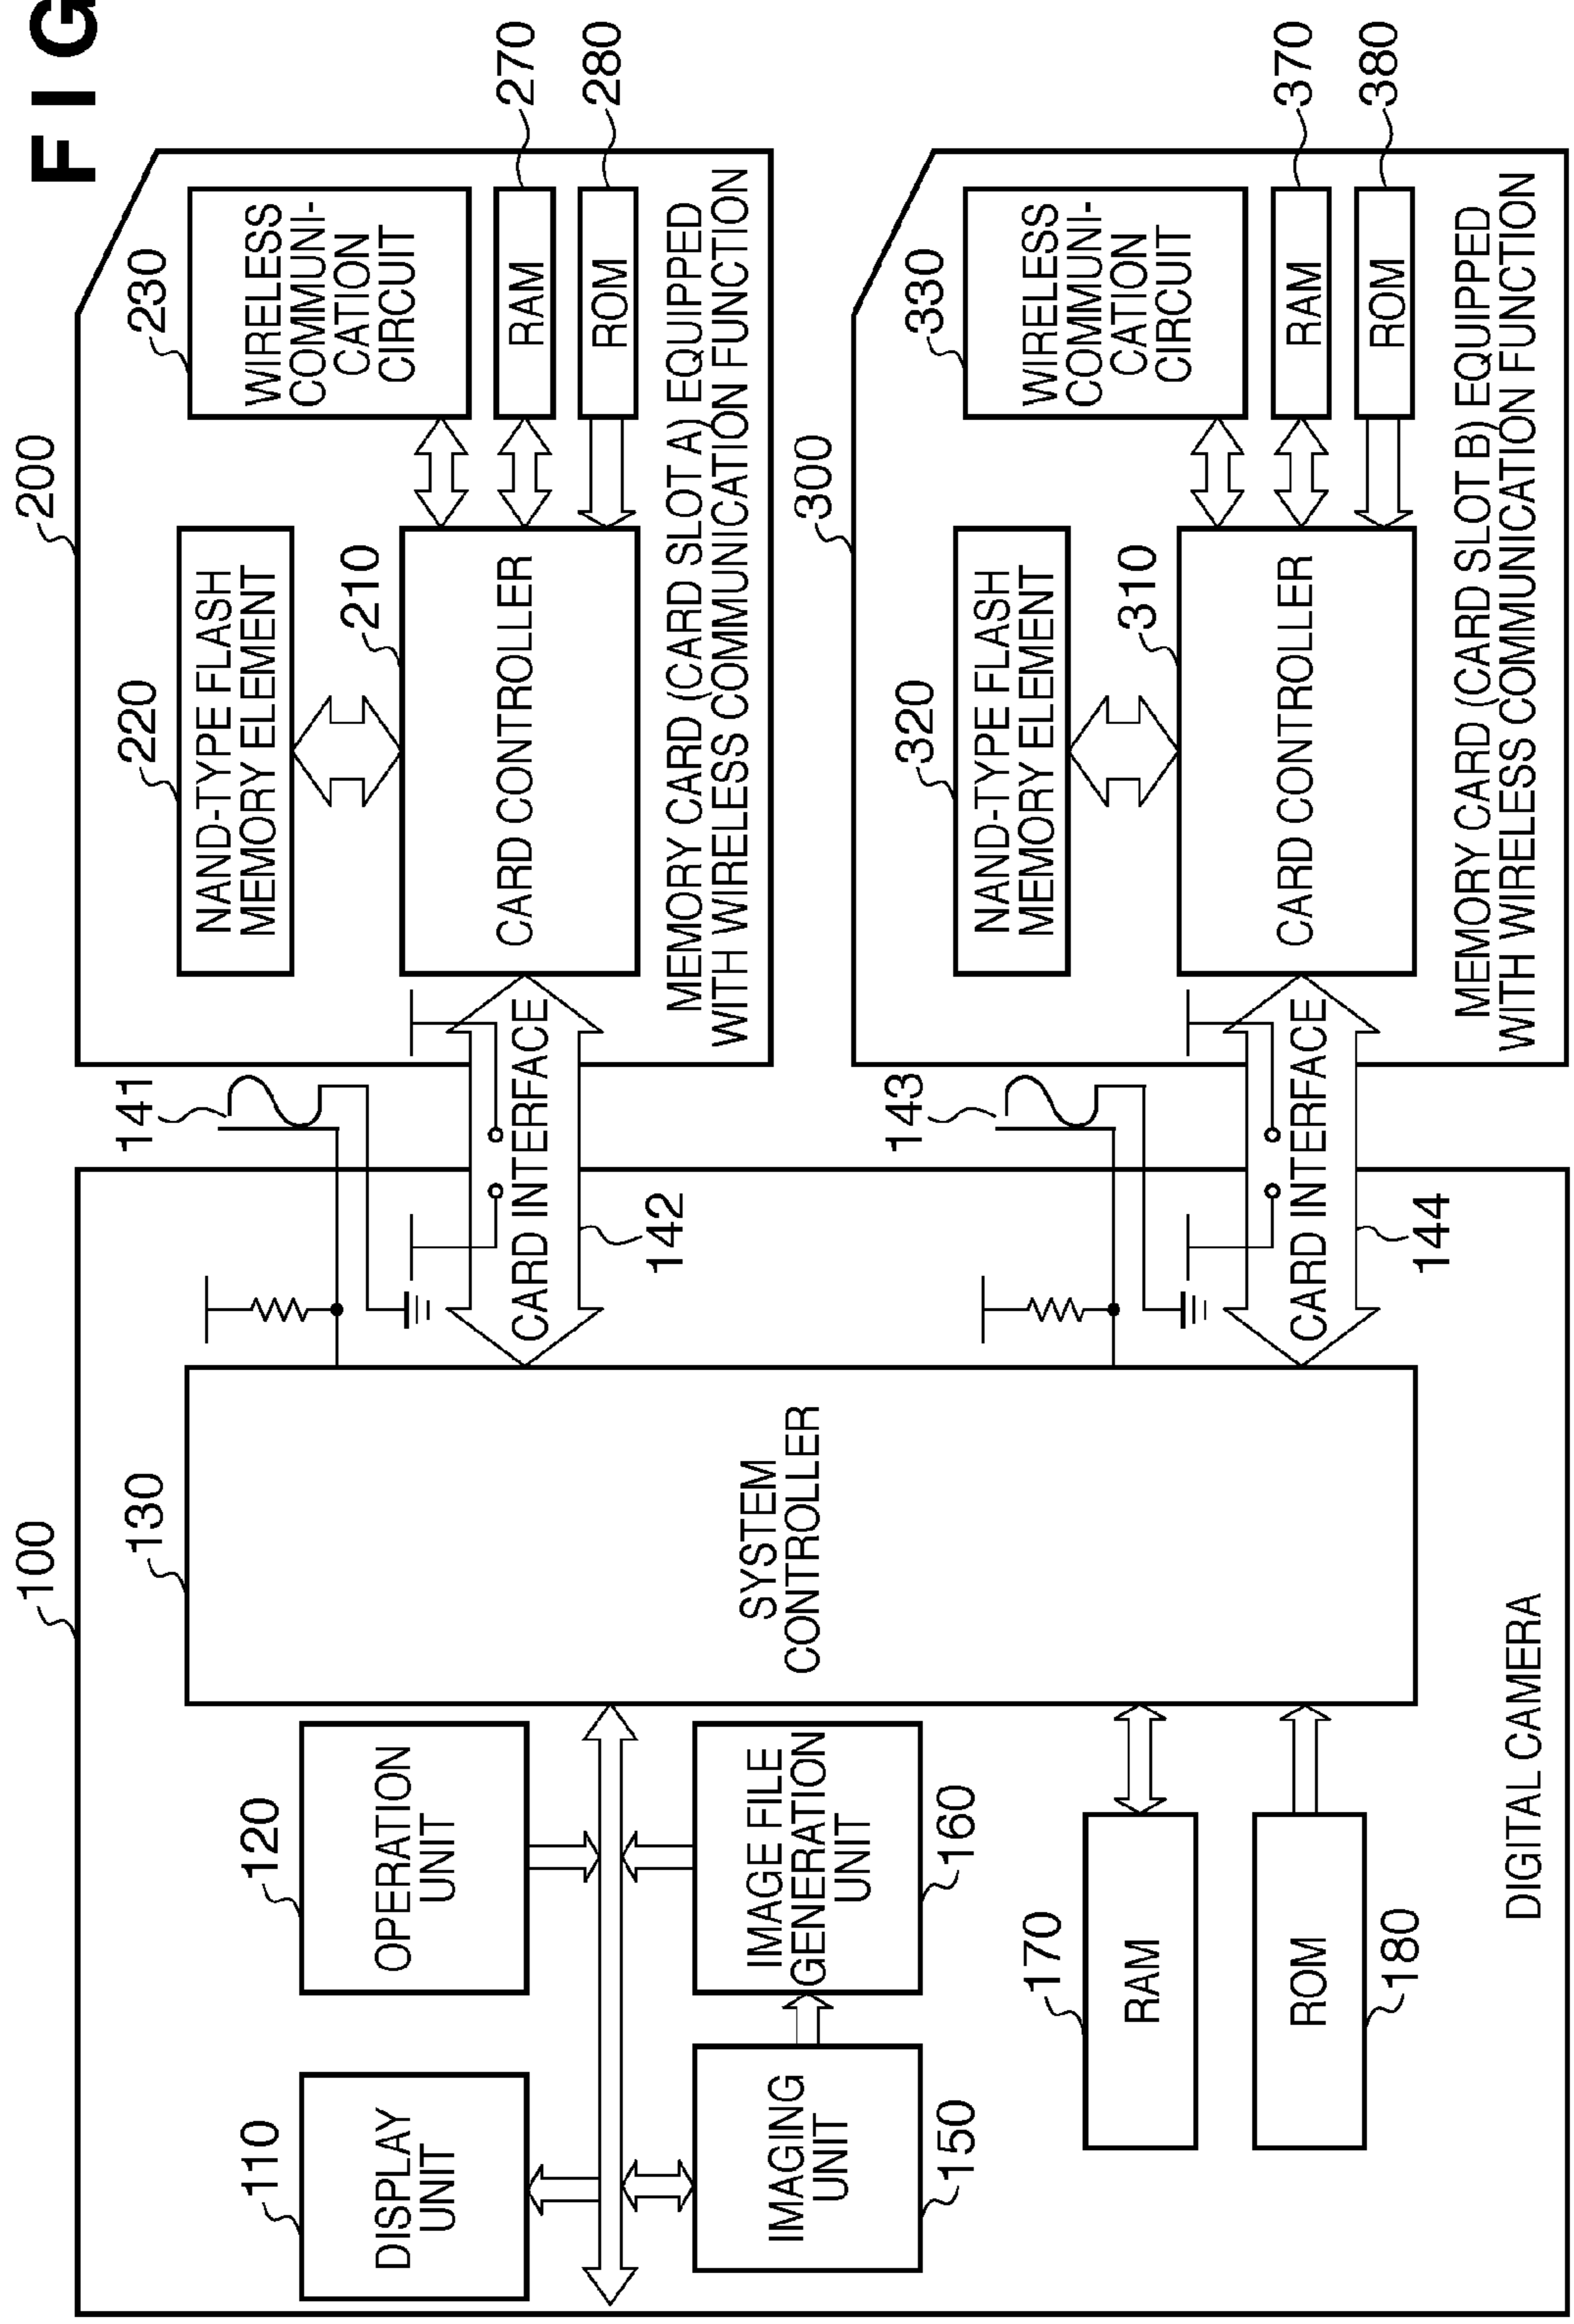 FIG
100
130
120
OPERATION
UNIT
110
DISPLAY
UNIT
IMAGING
UNIT
150
IMAGE FILE
GENERATION
UNIT
160
SYSTEM
CONTROLLER
170
RAM
ROM
180
DIGITAL CAMERA
141
CARD INTERFACE
142
143
CARD INTERFACE
144
200
220
NAND-TYPE FLASH
MEMORY ELEMENT
210
CARD CONTROLLER
230
WIRELESS
COMMUNI-
CATION
CIRCUIT
RAM
270
ROM
280
MEMORY CARD (CARD SLOT A) EQUIPPED
WITH WIRELESS COMMUNICATION FUNCTION
300
320
NAND-TYPE FLASH
MEMORY ELEMENT
310
CARD CONTROLLER
330
WIRELESS
COMMUNI-
CATION
CIRCUIT
RAM
370
ROM
380
MEMORY CARD (CARD SLOT B) EQUIPPED
WITH WIRELESS COMMUNICATION FUNCTION